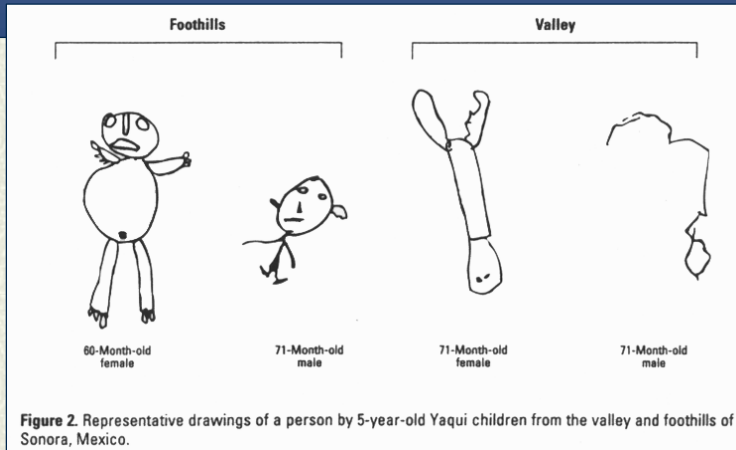 Foothills
Valley
60-Month-old
female
71-Month-old
male
71-Month-old
female
71-Month-old
male
Figure 2. Representative drawings of a person by 5-year-old Yaqui children from the valley and foothills of
Sonora, Mexico.